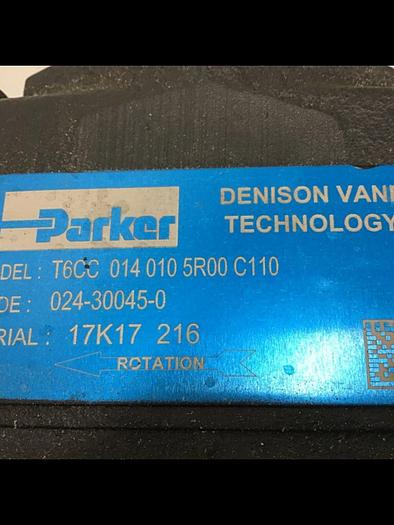 Parker
DENISON VANE
TECHNOLOGY
DEL : T6CC 014 010 5R00 C110
DE : 024-30045-0
RIAL : 17K17 216
ROTATION